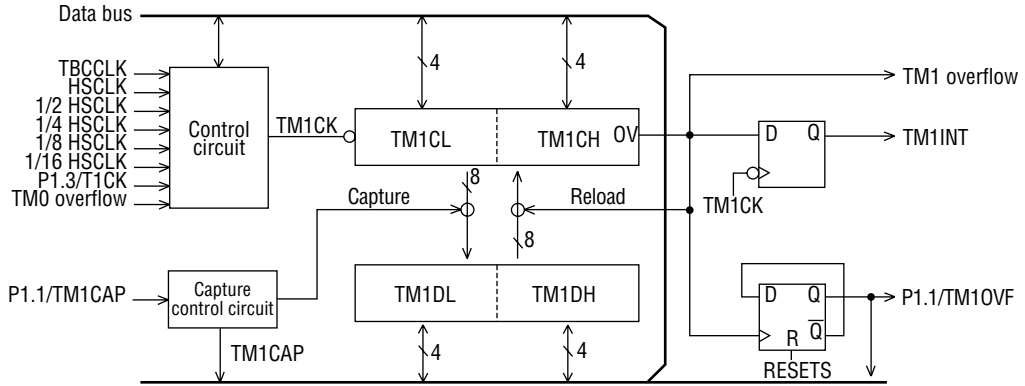 Data bus
TBCCLK
HSCLK
1/2 HSCLK
1/4 HSCLK
1/8 HSCLK
1/16 HSCLK
P1.3/T1CK
TM0 overflow
Control
circuit
TM1CK
4
4
TM1CL
TM1CH
OV
TM1 overflow
D
Q
TM1INT
TM1CK
8
Capture
Reload
8
P1.1/TM1CAP
Capture
control circuit
TM1CAP
TM1DL
TM1DH
4
4
D
Q
Q̅
R
RESETS
P1.1/TM1OVF